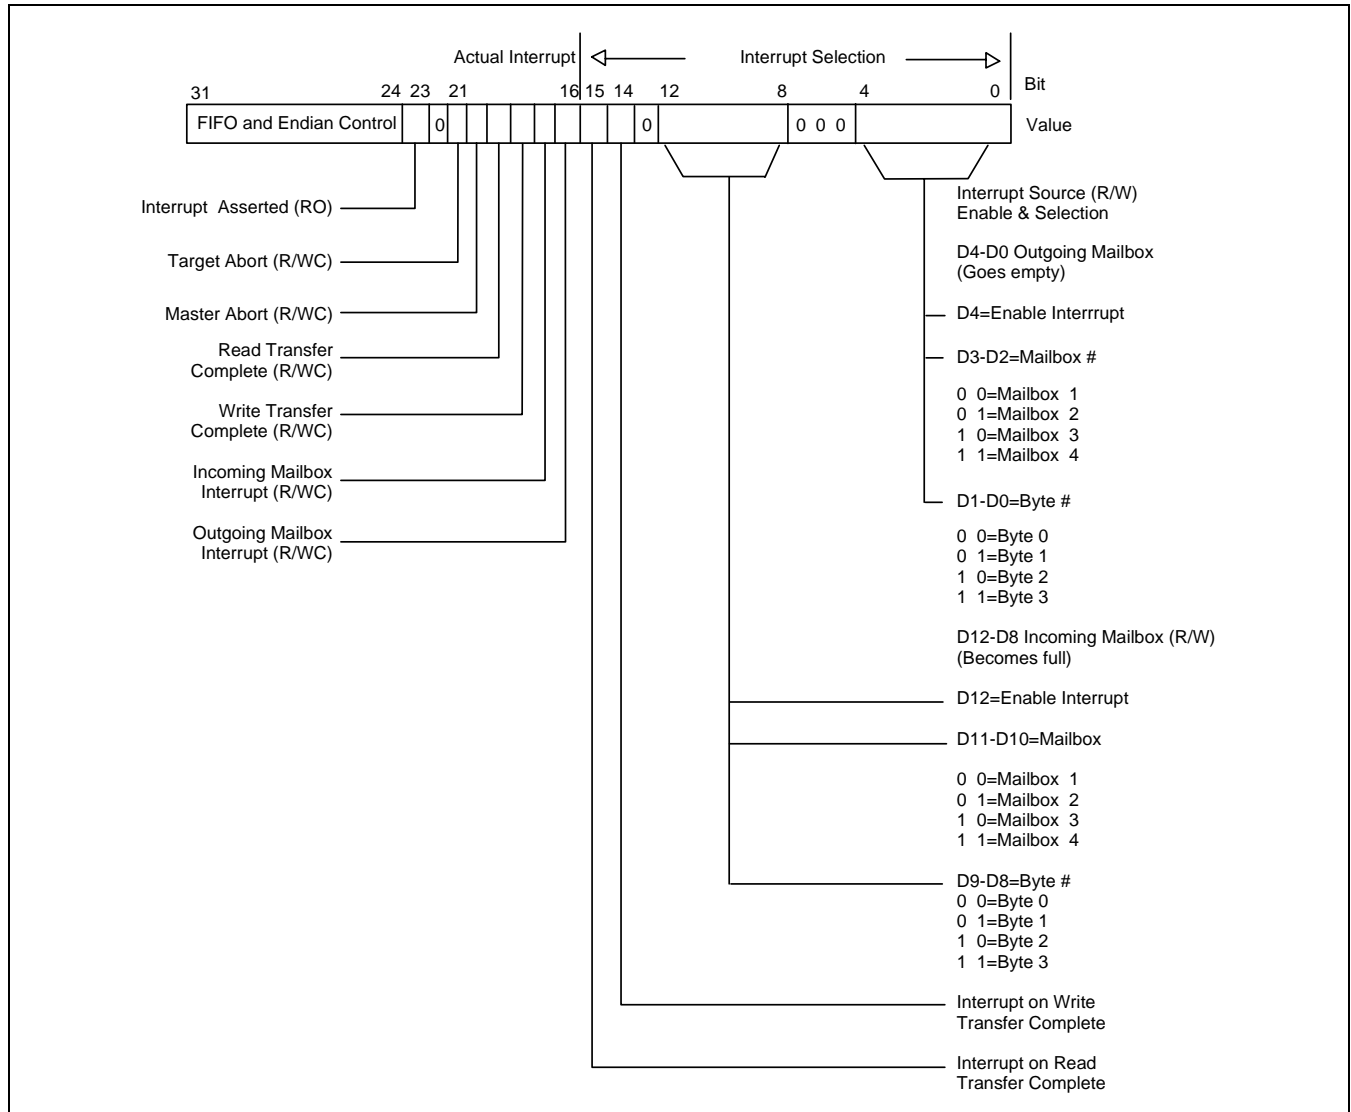 Actual Interrupt
Interrupt Selection
31 24 23 21 16 15 14 12 8 4 0 Bit
FIFO and Endian Control 0 0 0 0 0 Value
Interrupt Asserted (RO)
Target Abort (R/WC)
Master Abort (R/WC)
Read Transfer
Complete (R/WC)
Write Transfer
Complete (R/WC)
Incoming Mailbox
Interrupt (R/WC)
Outgoing Mailbox
Interrupt (R/WC)
Interrupt Source (R/W)
Enable & Selection
D4-D0 Outgoing Mailbox
(Goes empty)
D4=Enable Interrrupt
D3-D2=Mailbox #
0 0=Mailbox 1
0 1=Mailbox 2
1 0=Mailbox 3
1 1=Mailbox 4
D1-D0=Byte #
0 0=Byte 0
0 1=Byte 1
1 0=Byte 2
1 1=Byte 3
D12-D8 Incoming Mailbox (R/W)
(Becomes full)
D12=Enable Interrupt
D11-D10=Mailbox
0 0=Mailbox 1
0 1=Mailbox 2
1 0=Mailbox 3
1 1=Mailbox 4
D9-D8=Byte #
0 0=Byte 0
0 1=Byte 1
1 0=Byte 2
1 1=Byte 3
Interrupt on Write
Transfer Complete
Interrupt on Read
Transfer Complete